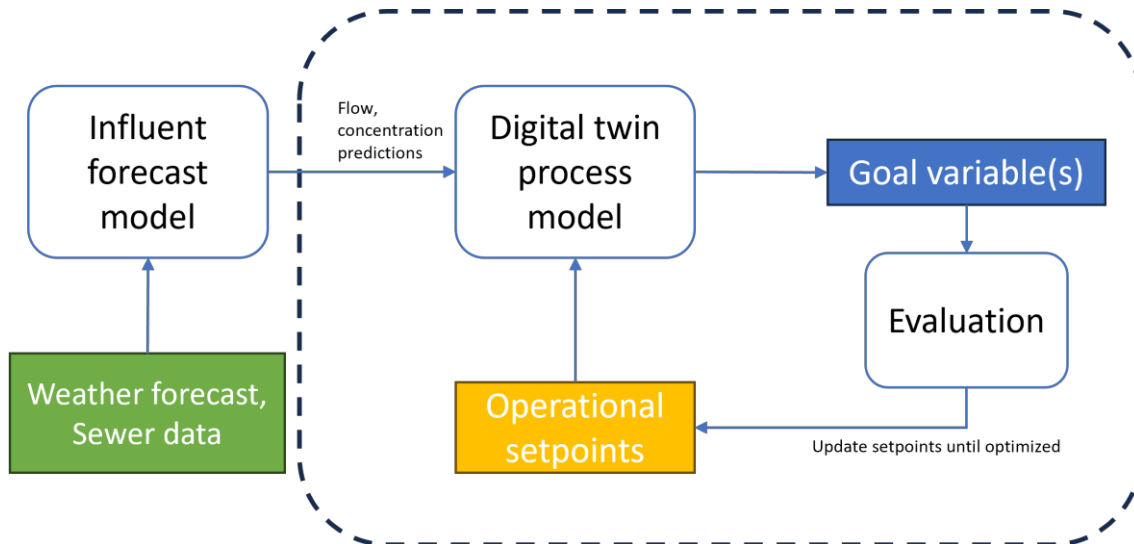 Influent
forecast
model
Flow,
concentration
predictions
Digital twin
process
model
Goal variable(s)
Evaluation
Weather forecast,
Sewer data
Operational
setpoints
Update setpoints until optimized